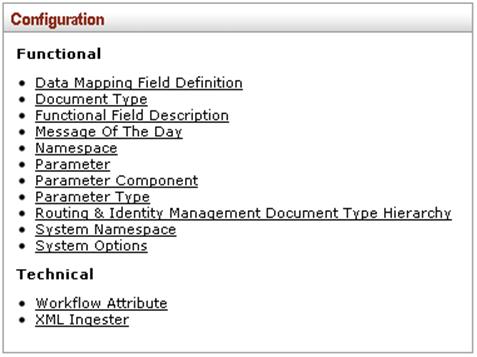 Configuration
Functional
Data Mapping Field Definition
Document Type
Functional Field Description
Message Of The Day
Namespace
Parameter
Parameter Component
Parameter Type
Routing & Identity Management Document Type Hierarchy
System Namespace
System Options
Technical
Workflow Attribute
XML Ingester